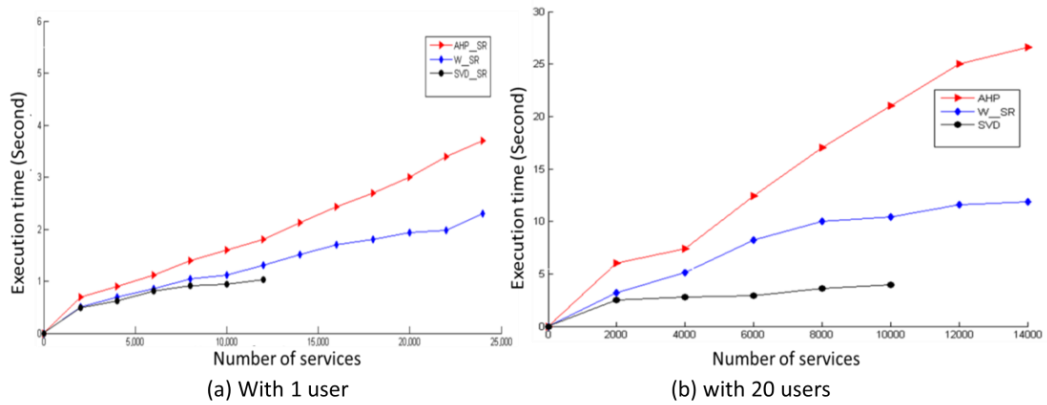 6
5
4
3
2
1
0
Execution time (Second)
AHP__SR
W__SR
SVD_SR
0
5,000
10,000
15,000
20,000
25,000
Number of services
(a) With 1 user
30
25
20
15
10
5
0
Execution time (Second)
AHP
W__SR
SVD
0
2000
4000
6000
8000
10000
12000
14000
Number of services
(b) with 20 users